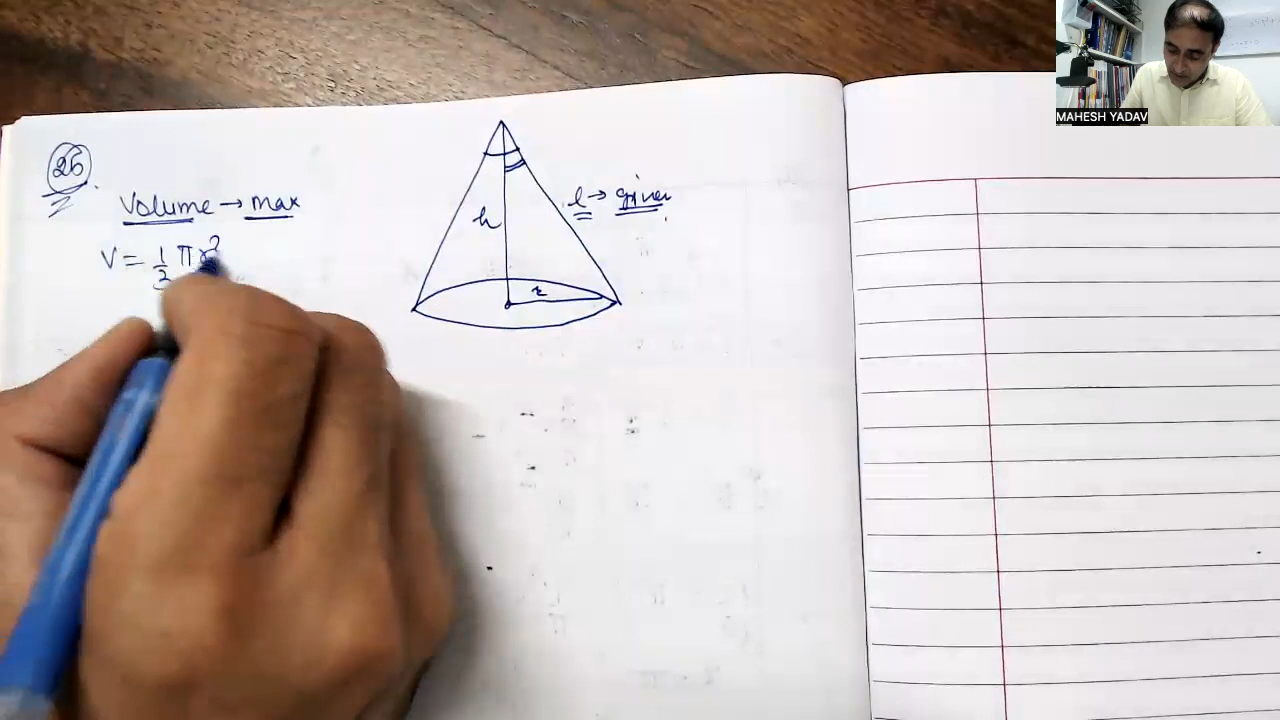 26
Volume → max
V = 1/3 πr²
h
l → given
r
MAHESH YADAV